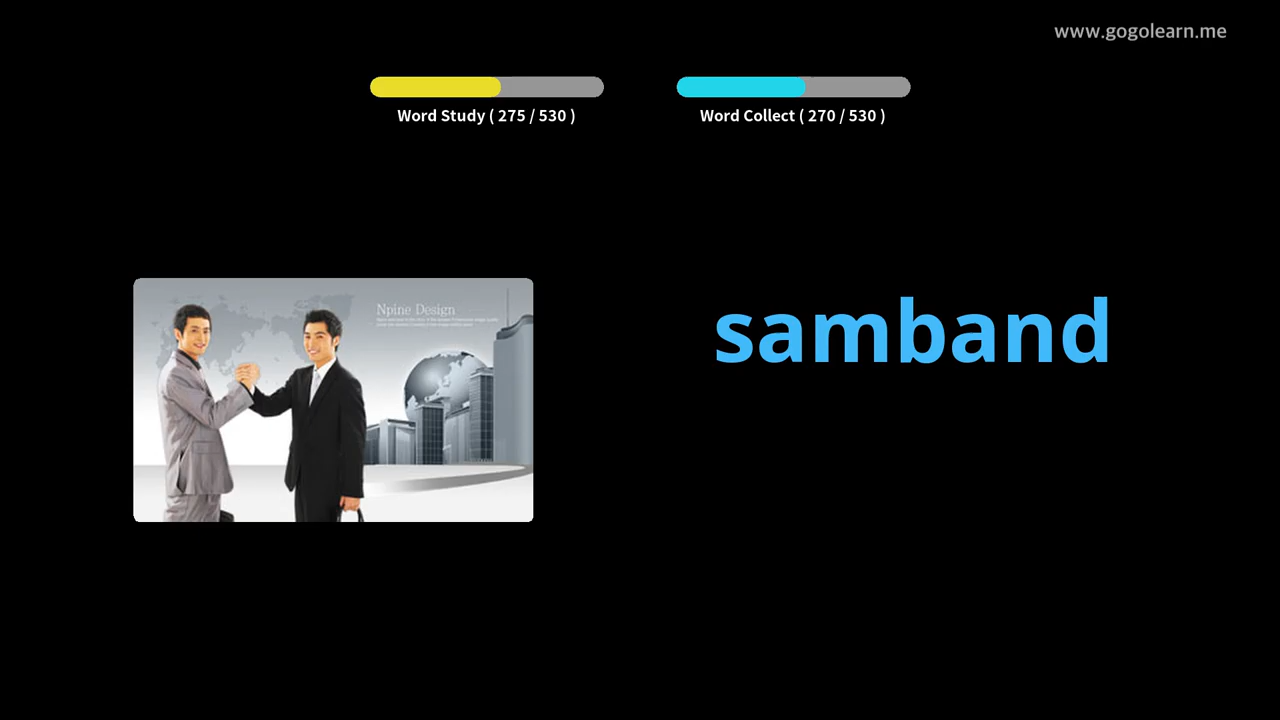 www.gogolearn.me
Word Study ( 275 / 530 )
Word Collect ( 270 / 530 )
Npine Design
samband